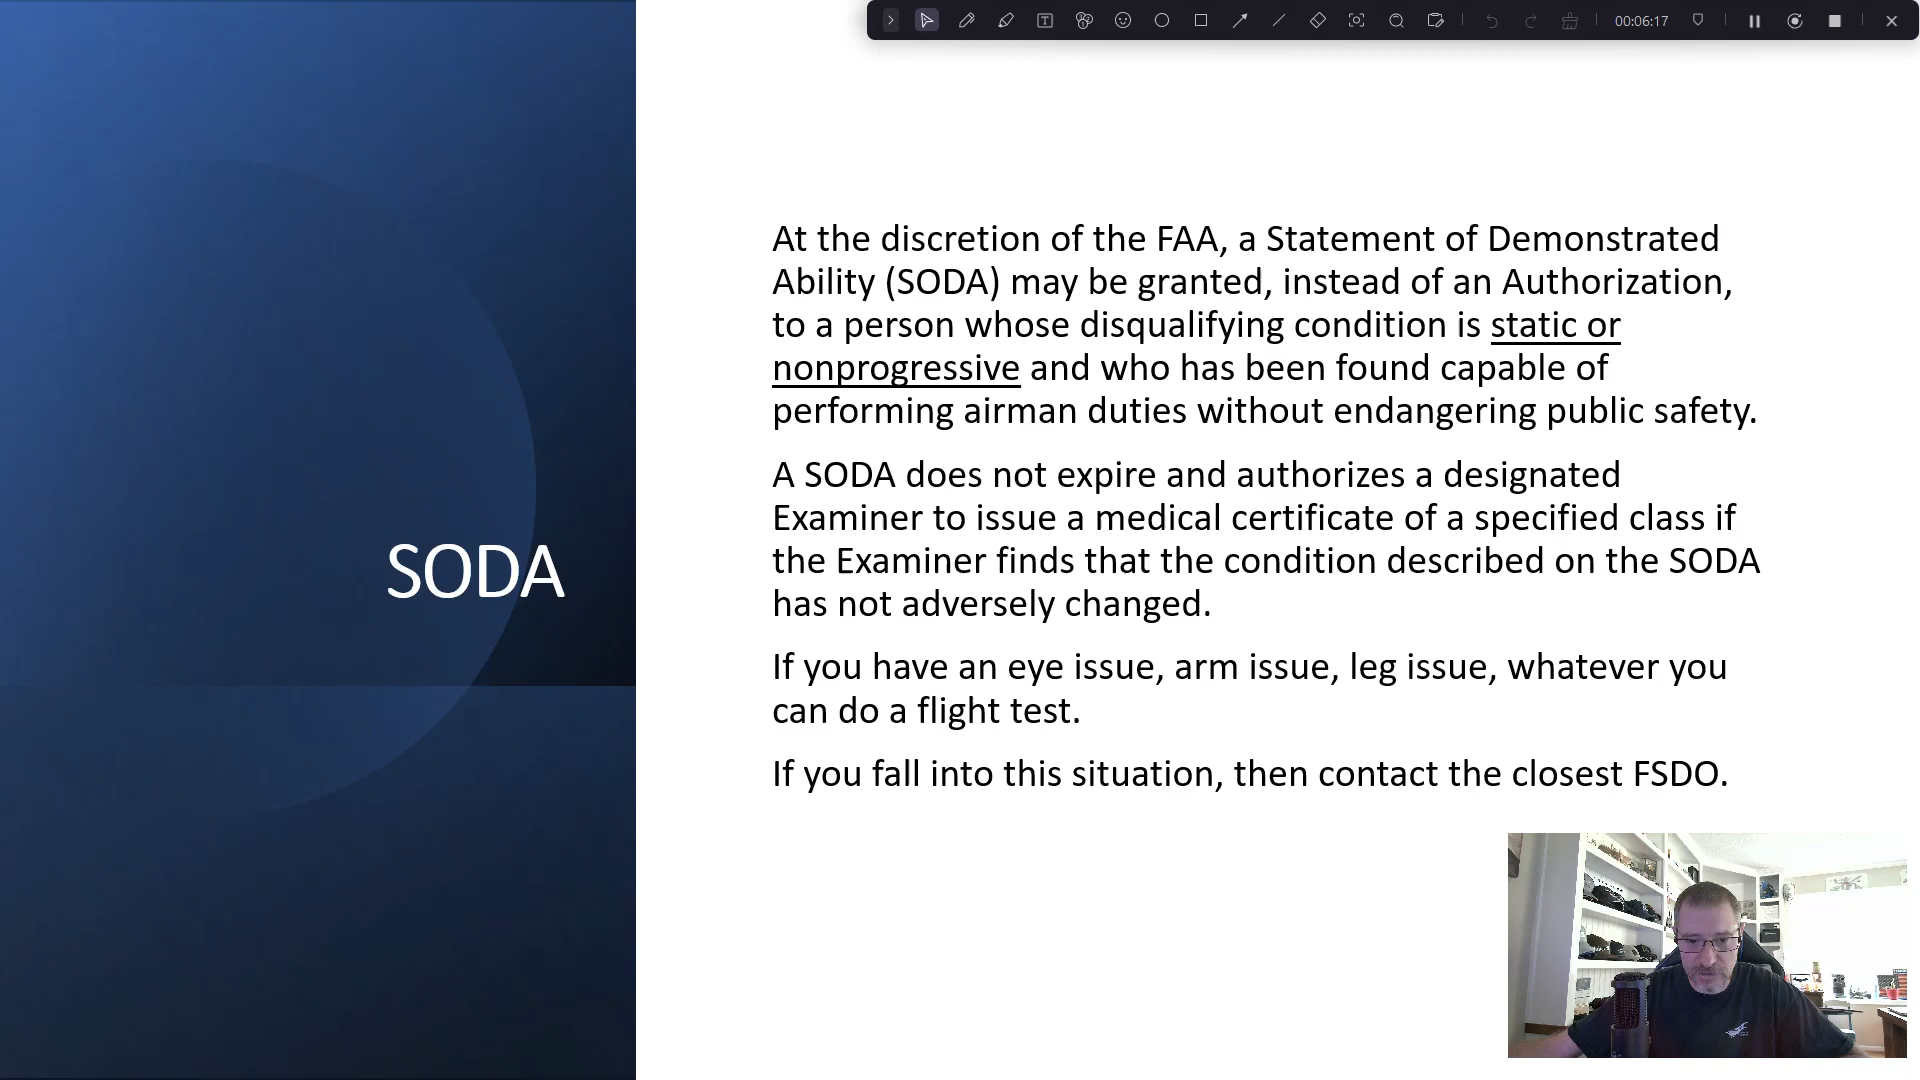 00:06:17
At the discretion of the FAA, a Statement of Demonstrated
Ability (SODA) may be granted, instead of an Authorization,
to a person whose disqualifying condition is static or
nonprogressive and who has been found capable of
performing airman duties without endangering public safety.
A SODA does not expire and authorizes a designated
Examiner to issue a medical certificate of a specified class if
the Examiner finds that the condition described on the SODA
has not adversely changed.
SODA
If you have an eye issue, arm issue, leg issue, whatever you
can do a flight test.
If you fall into this situation, then contact the closest FSDO.